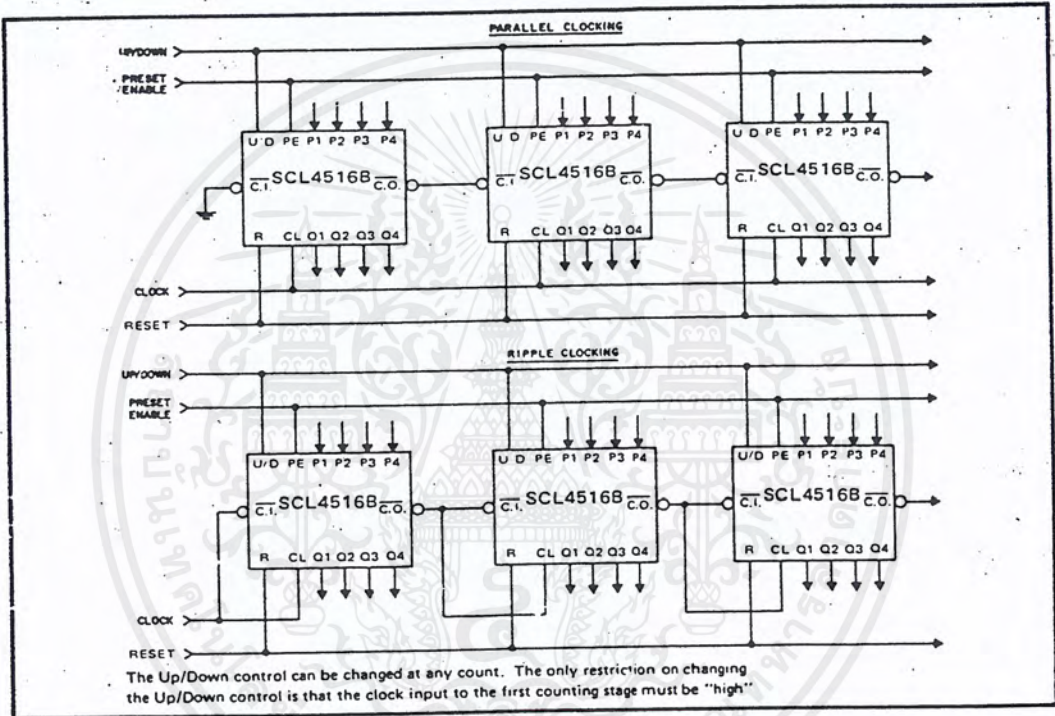 PARALLEL CLOCKING
UP/DOWN
PRESET ENABLE
U D PE P1 P2 P3 P4
U D PE P1 P2 P3 P4
U D PE P1 P2 P3 P4
C.I. SCL4516B C.O.
C.I. SCL4516B C.O.
C.I. SCL4516B C.O.
R CL Q1 Q2 Q3 Q4
R CL Q1 Q2 Q3 Q4
R CL Q1 Q2 Q3 Q4
CLOCK
RESET
RIPPLE CLOCKING
UP/DOWN
PRESET ENABLE
U/D PE P1 P2 P3 P4
U D PE P1 P2 P3 P4
U/D PE P1 P2 P3 P4
C.I. SCL4516B C.O.
C.I. SCL4516B C.O.
C.I. SCL4516B C.O.
R CL Q1 Q2 Q3 Q4
R CL Q1 Q2 Q3 Q4
R CL Q1 Q2 Q3 Q4
CLOCK
RESET
The Up/Down control can be changed at any count. The only restriction on changing
the Up/Down control is that the clock input to the first counting stage must be "high"